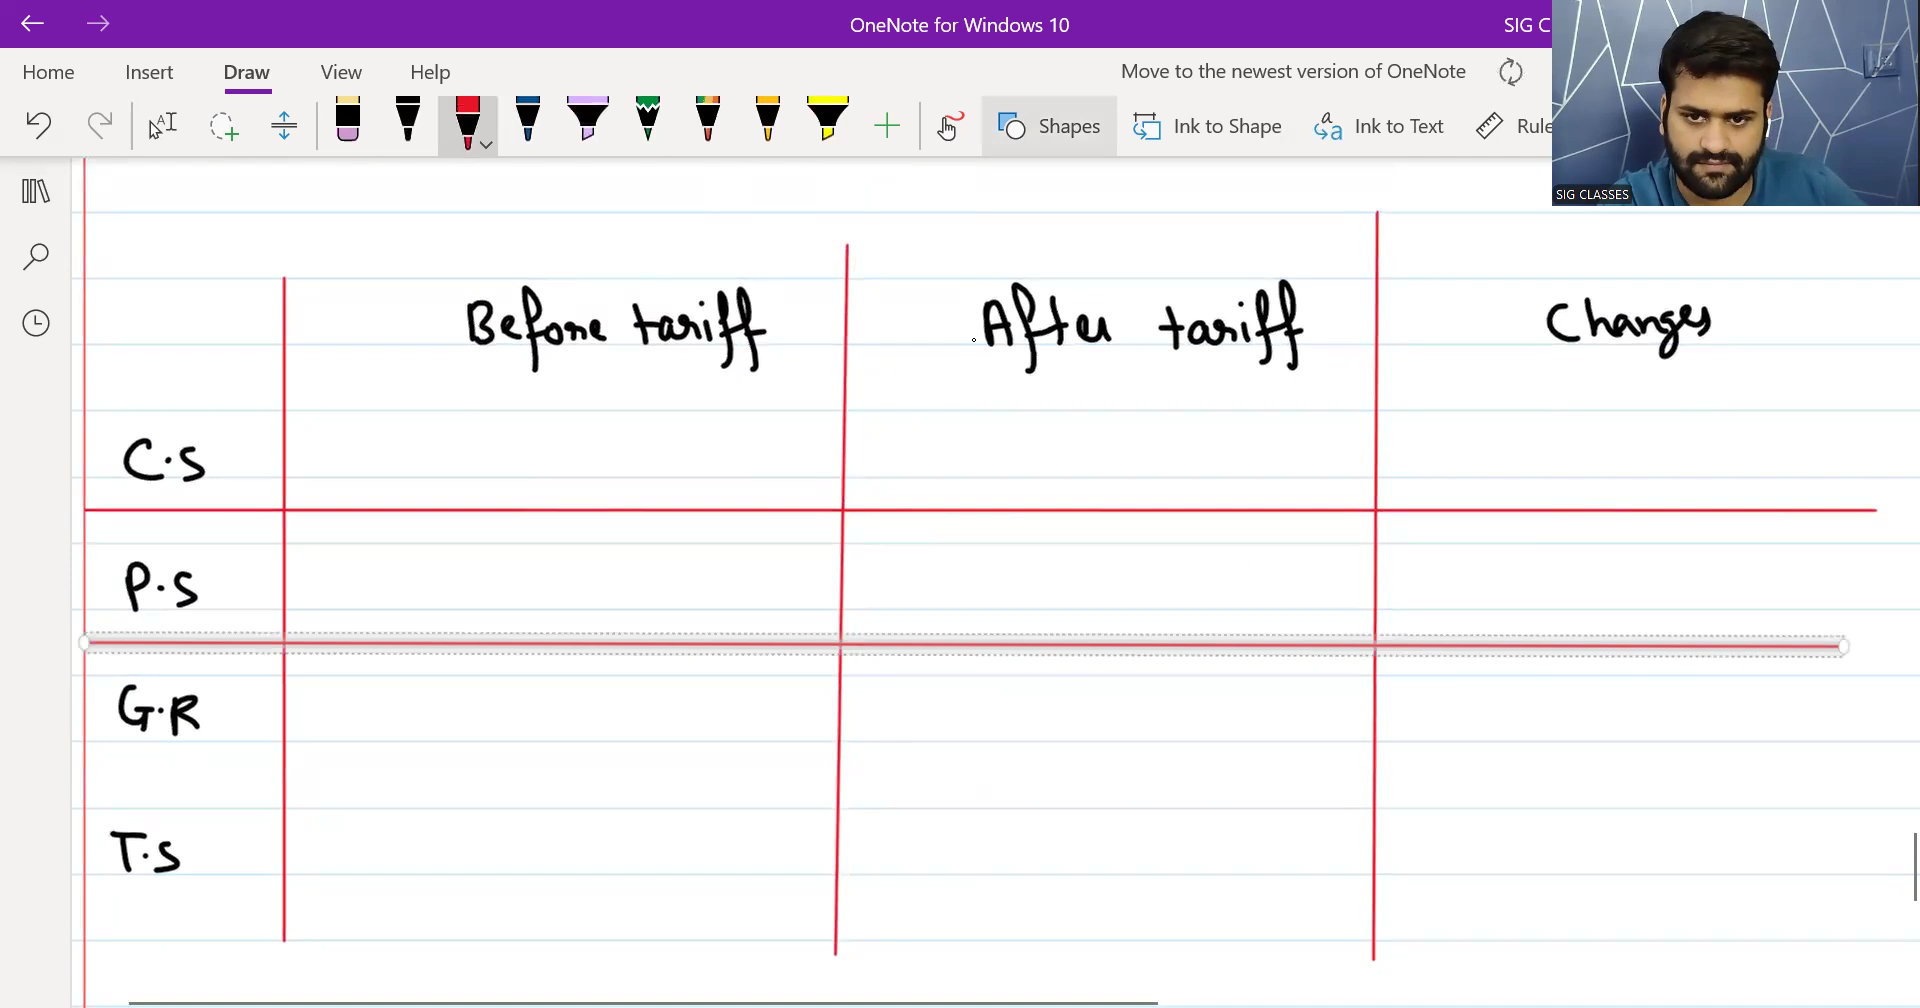 OneNote for Windows 10
SIG C
Home Insert Draw View Help
Move to the newest version of OneNote
Shapes Ink to Shape Ink to Text Rule
SIG CLASSES
Before tariff After tariff Changes
C.S
P.S
G.R
T.S